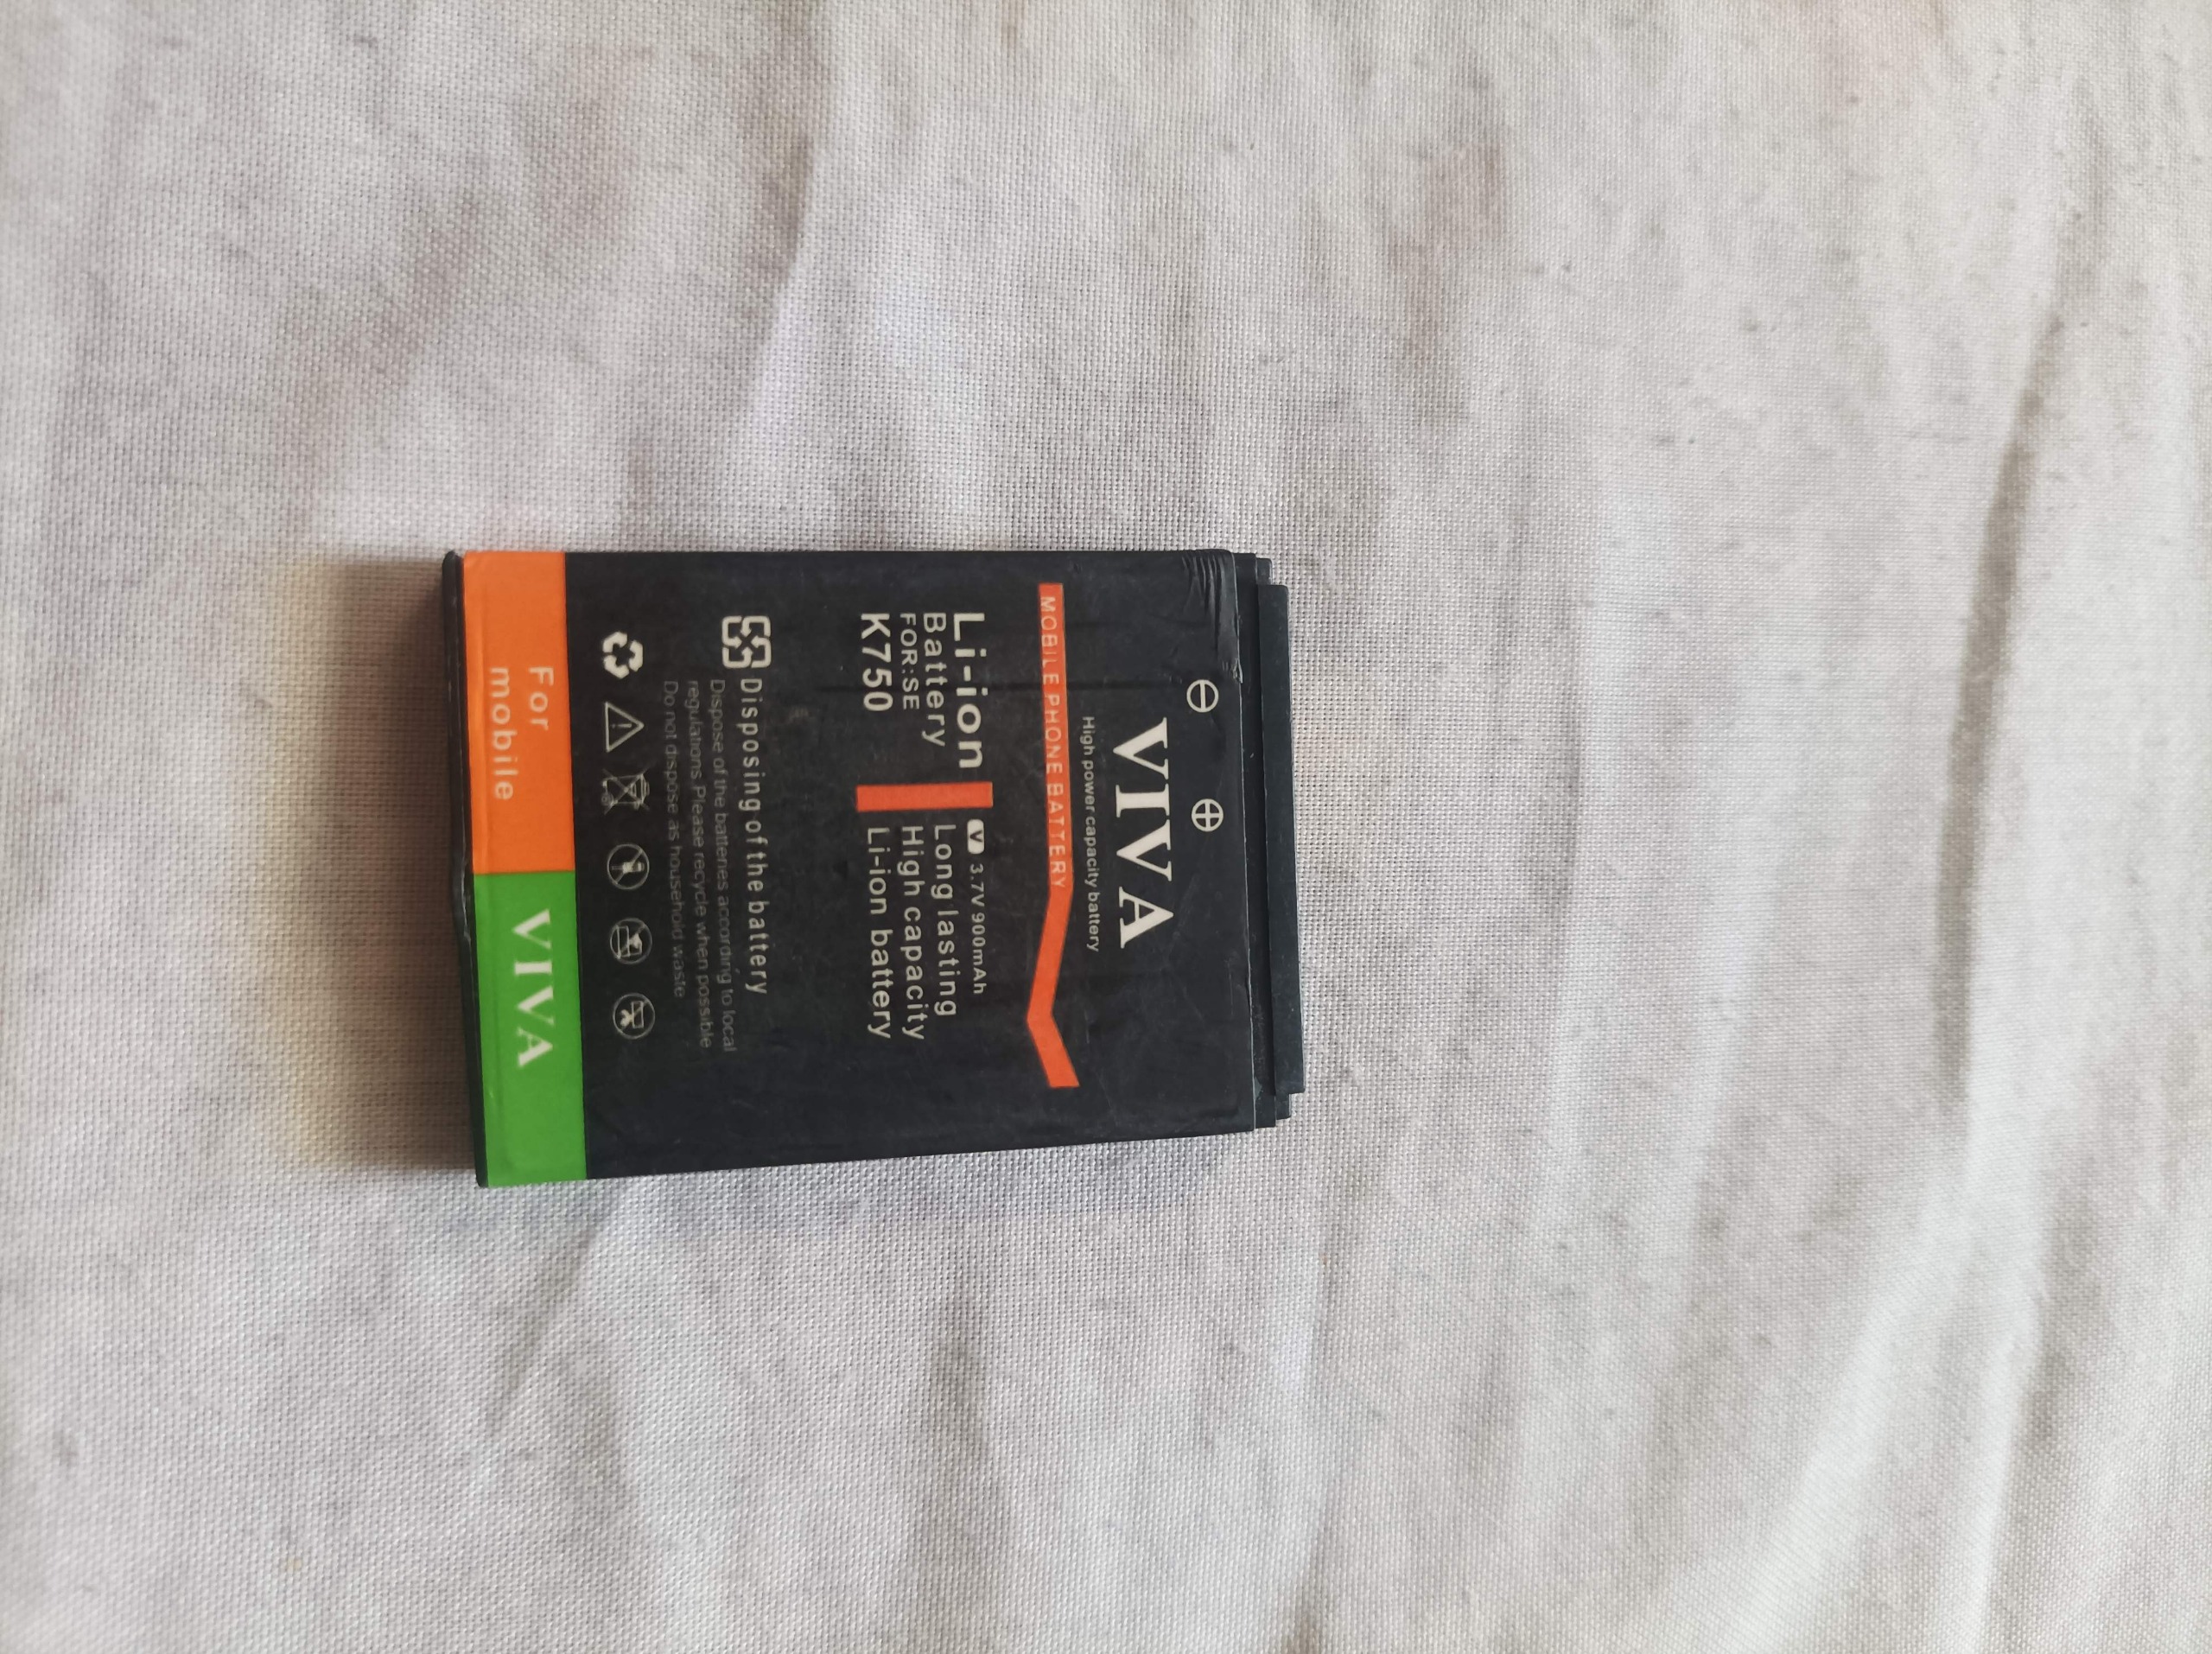 VIVA
High power capacity battery
MOBILE PHONE BATTERY
Li-ion
Battery
FOR:SE
K750
V 3.7V 900mAh
Long lasting
High capacity
Li-ion battery
Disposing of the battery
Dispose of the batteries according to local
regulations.Please recycle when possible
Do not dispose as household waste
For
mobile
VIVA